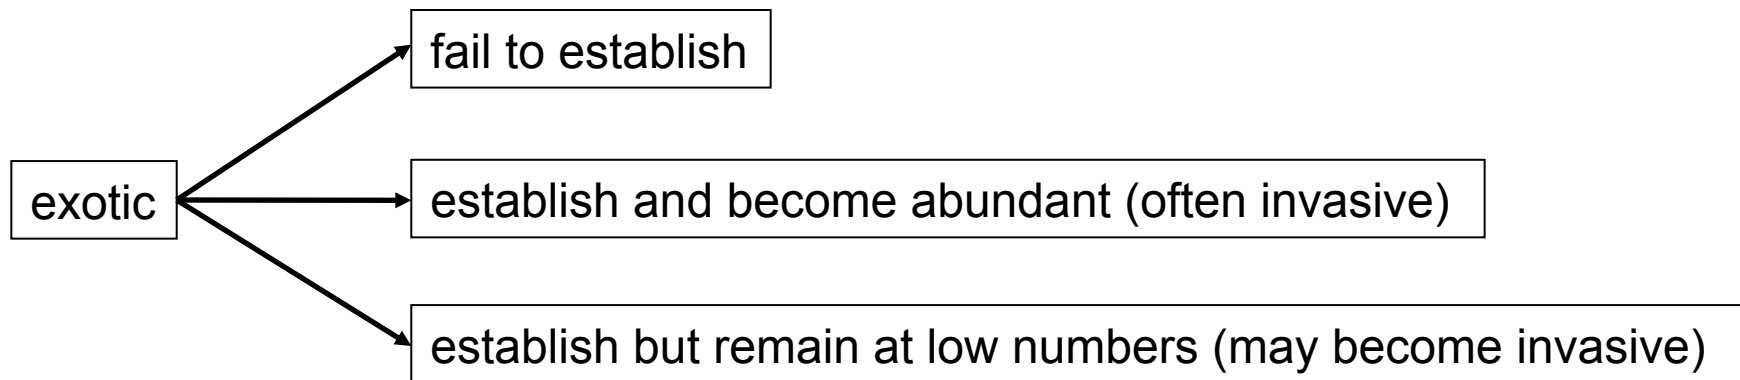 fail to establish
exotic
establish and become abundant (often invasive)
establish but remain at low numbers (may become invasive)